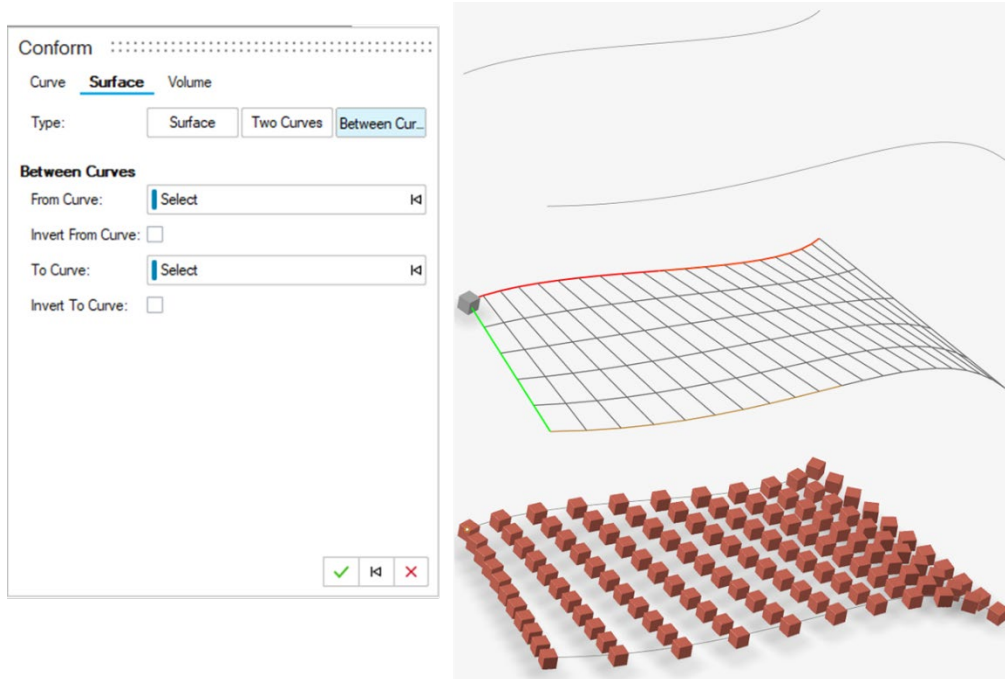 Conform
Curve Surface Volume
Type: Surface Two Curves Between Cur...
Between Curves
From Curve: Select
Invert From Curve:
To Curve: Select
Invert To Curve: